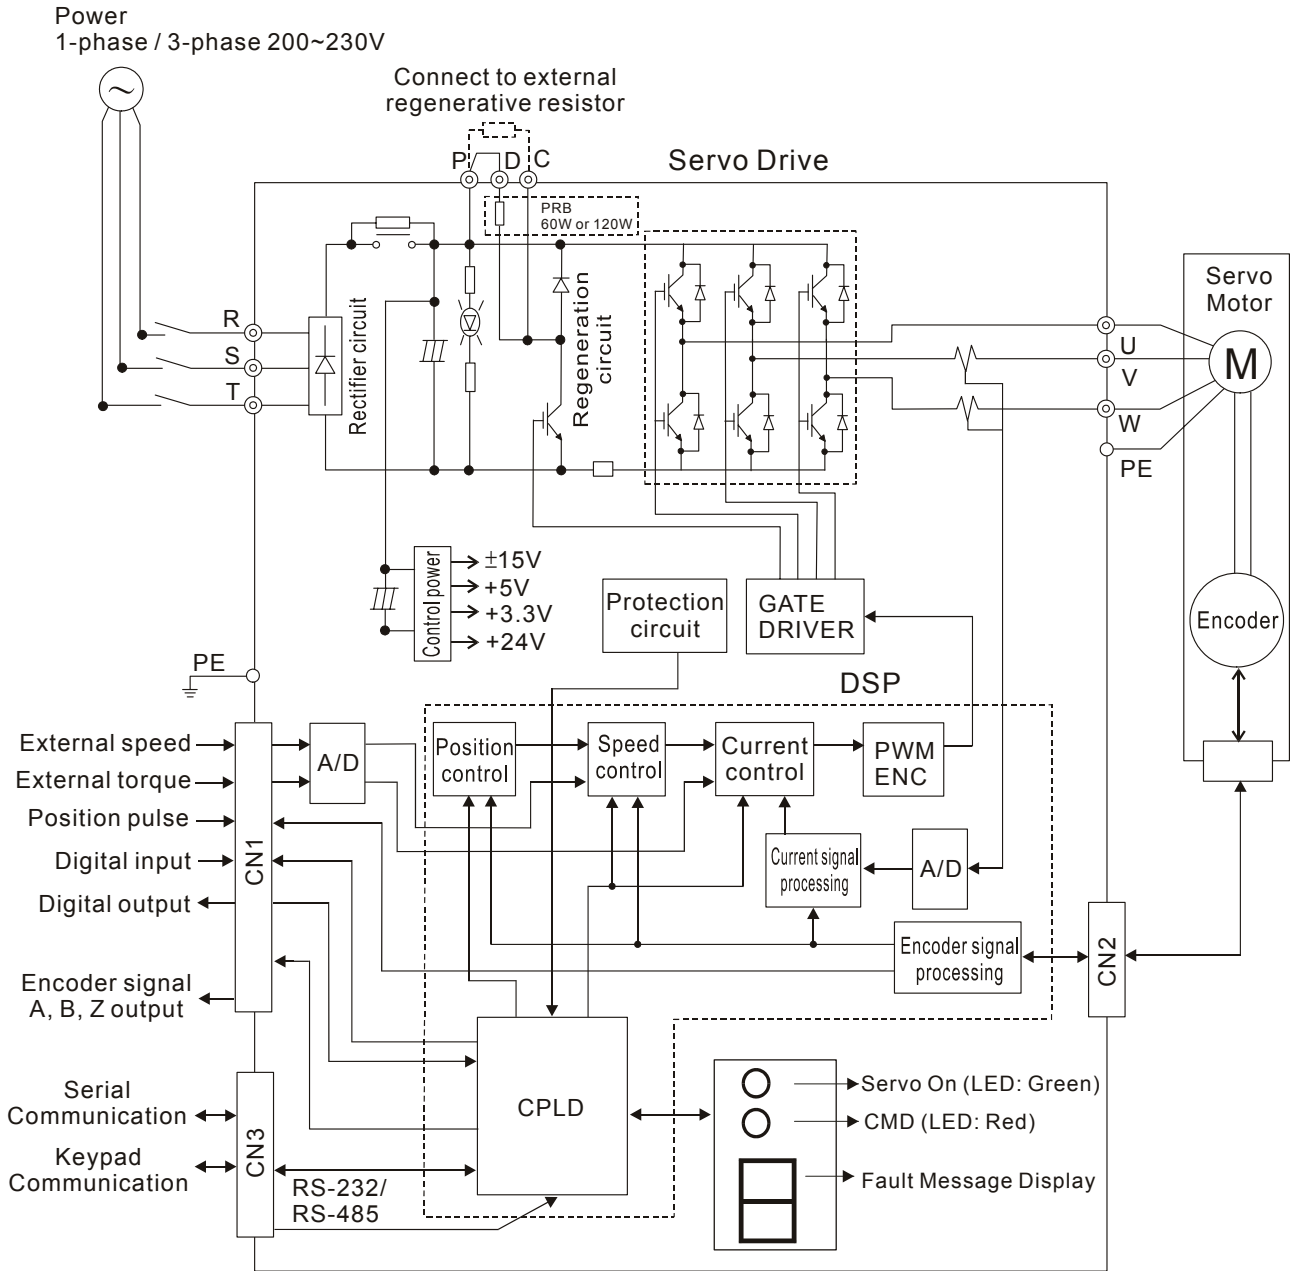 Power
1-phase / 3-phase 200~230V
Connect to external
regenerative resistor
P
D
C
Servo Drive
PRB
60W or 120W
R
S
T
Rectifier circuit
Regeneration
circuit
Servo
Motor
U
V
W
PE
M
Encoder
Control power
±15V
+5V
+3.3V
+24V
Protection
circuit
GATE
DRIVER
PE
DSP
External speed
External torque
Position pulse
Digital input
Digital output
Encoder signal
A, B, Z output
CN1
A/D
Position
control
Speed
control
Current
control
PWM
ENC
Current signal
processing
A/D
Encoder signal
processing
CN2
Serial
Communication
Keypad
Communication
CN3
RS-232/
RS-485
CPLD
Servo On (LED: Green)
CMD (LED: Red)
Fault Message Display